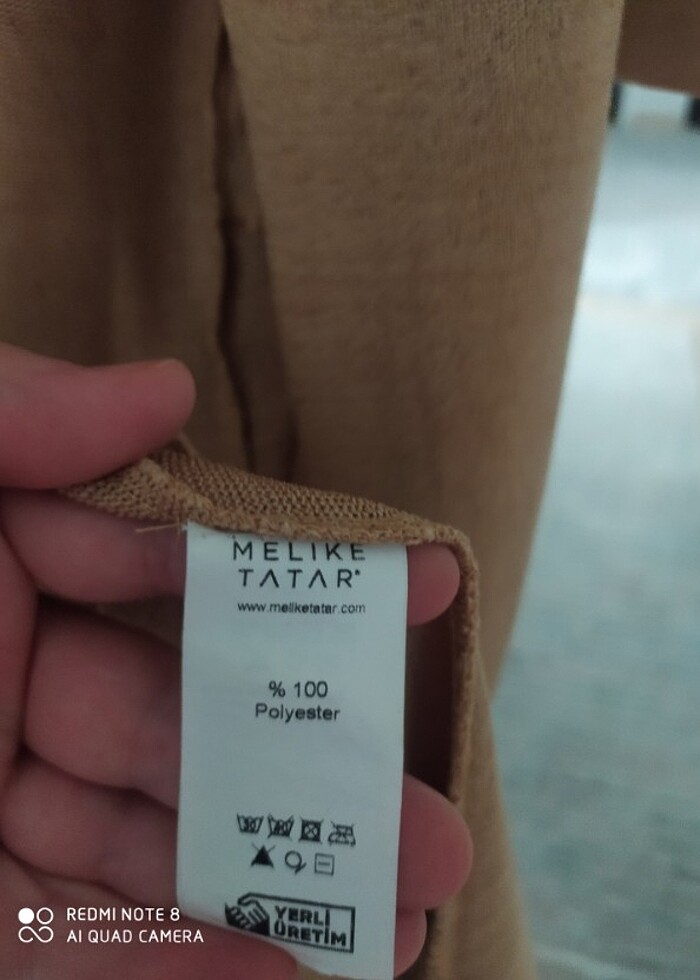 MELIKE
TATAR
www.meliketatar.com
% 100
Polyester
YERLİ
ÜRETİM
REDMI NOTE 8
AI QUAD CAMERA